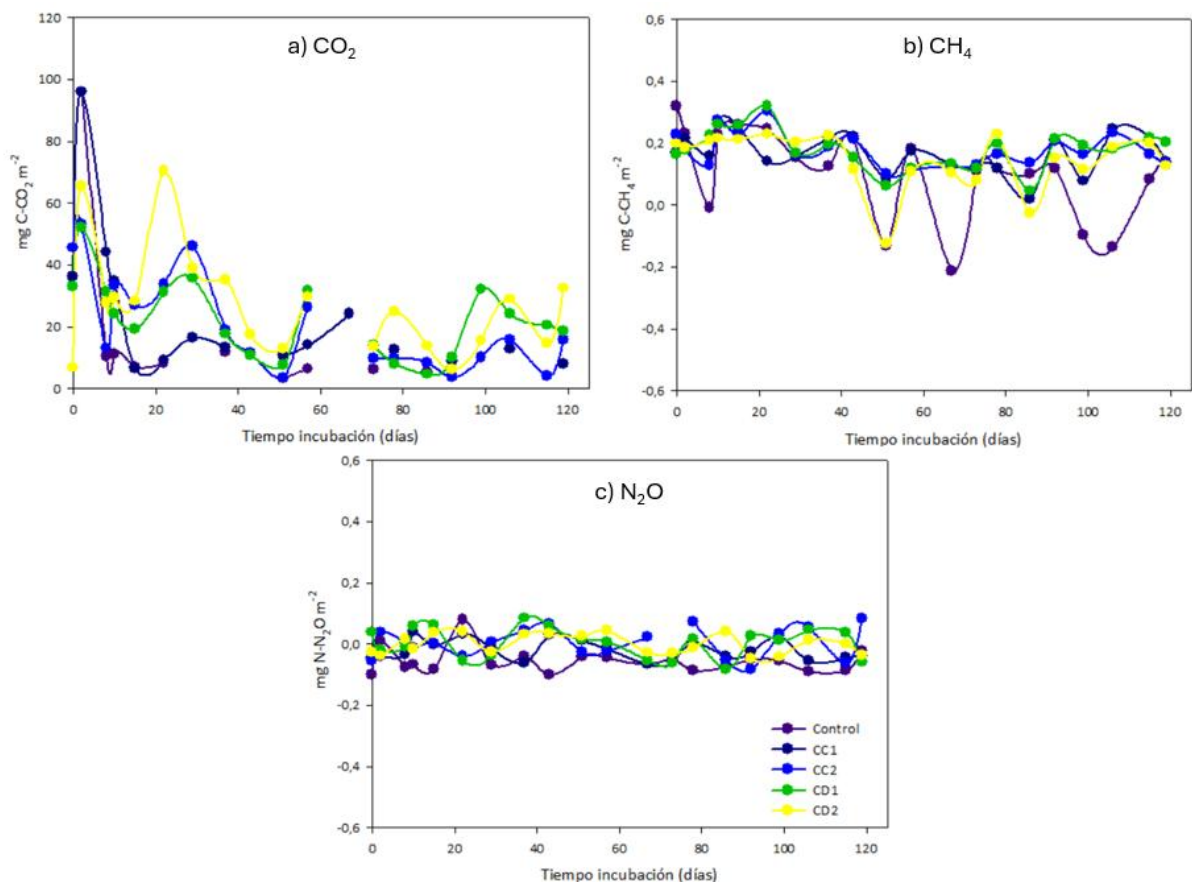 a) CO₂
120
100
80
60
40
20
0
mg C-CO₂ m⁻²
0 20 40 60 80 100 120
Tiempo incubación (días)
b) CH₄
0,6
0,4
0,2
0,0
-0,2
-0,4
-0,6
mg C-CH₄ m⁻²
0 20 40 60 80 100 120
Tiempo incubación (días)
c) N₂O
0,6
0,4
0,2
0,0
-0,2
-0,4
-0,6
mg N-N₂O m⁻²
Control
CC1
CC2
CD1
CD2
0 20 40 60 80 100 120
Tiempo incubación (días)